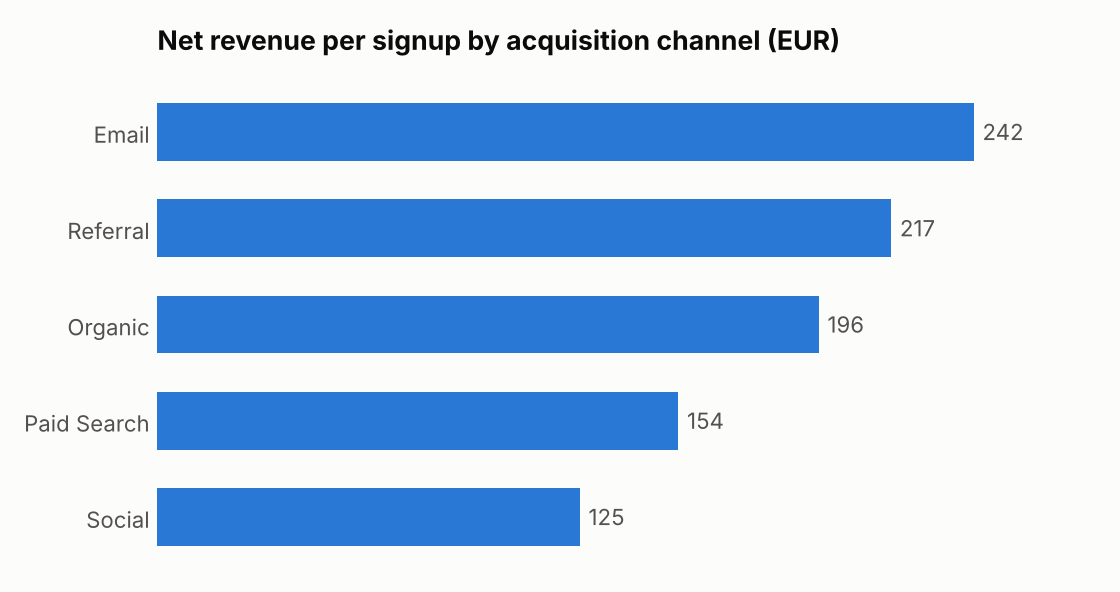 Net revenue per signup by acquisition channel (EUR)
Email 242
Referral 217
Organic 196
Paid Search 154
Social 125